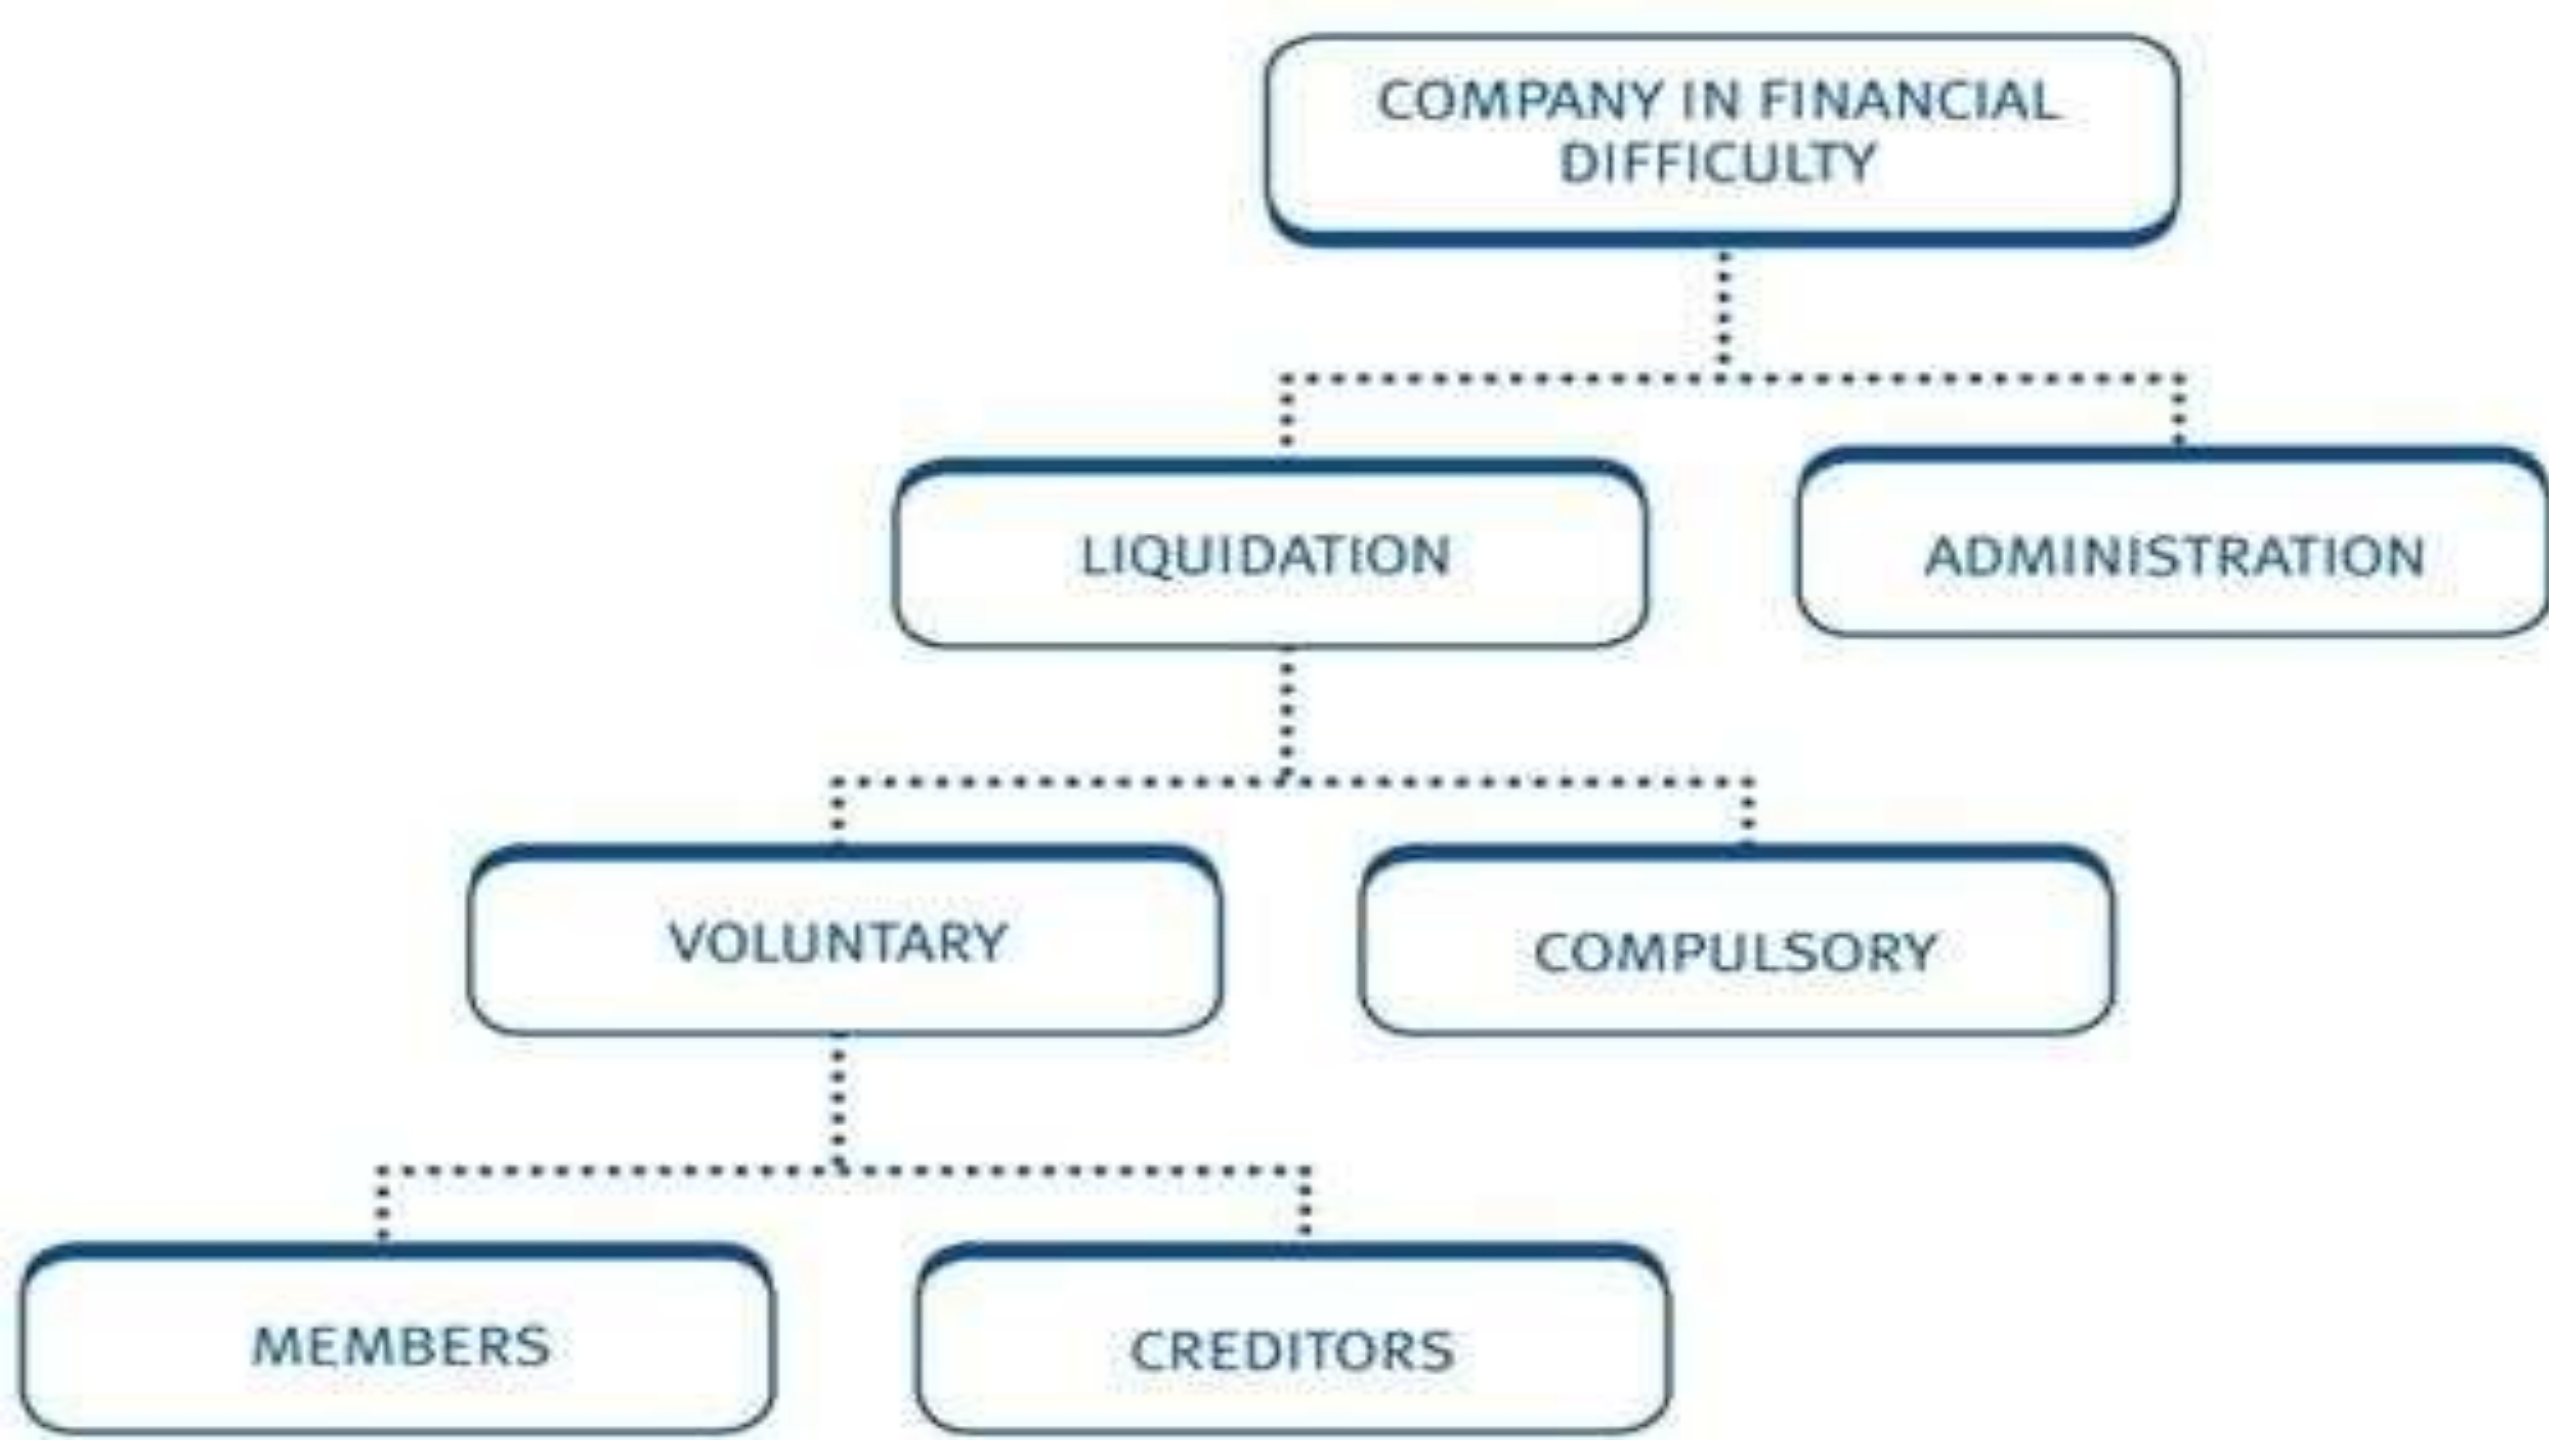 COMPANY IN FINANCIAL
DIFFICULTY
LIQUIDATION
ADMINISTRATION
VOLUNTARY
COMPULSORY
MEMBERS
CREDITORS